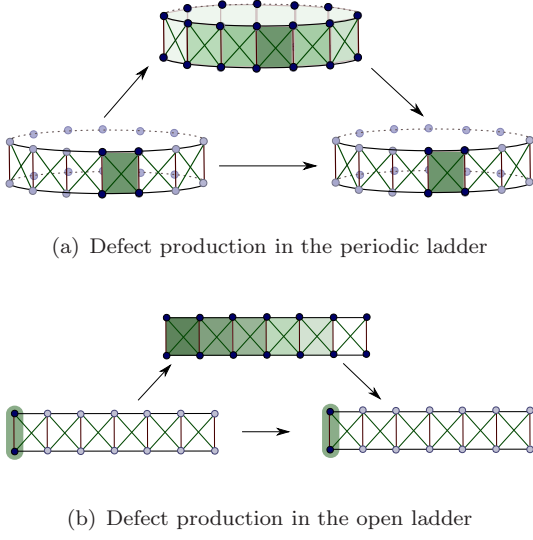 (a) Defect production in the periodic ladder
(b) Defect production in the open ladder